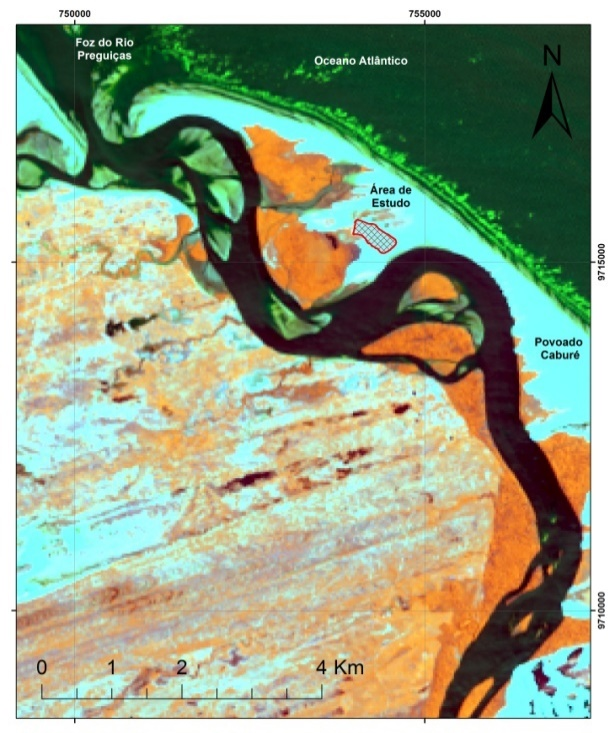 750000
755000
Foz do Rio
Preguiças
Oceano Atlântico
N
Área de
Estudo
9715000
Povoado
Caburé
9710000
0 1 2 4 Km